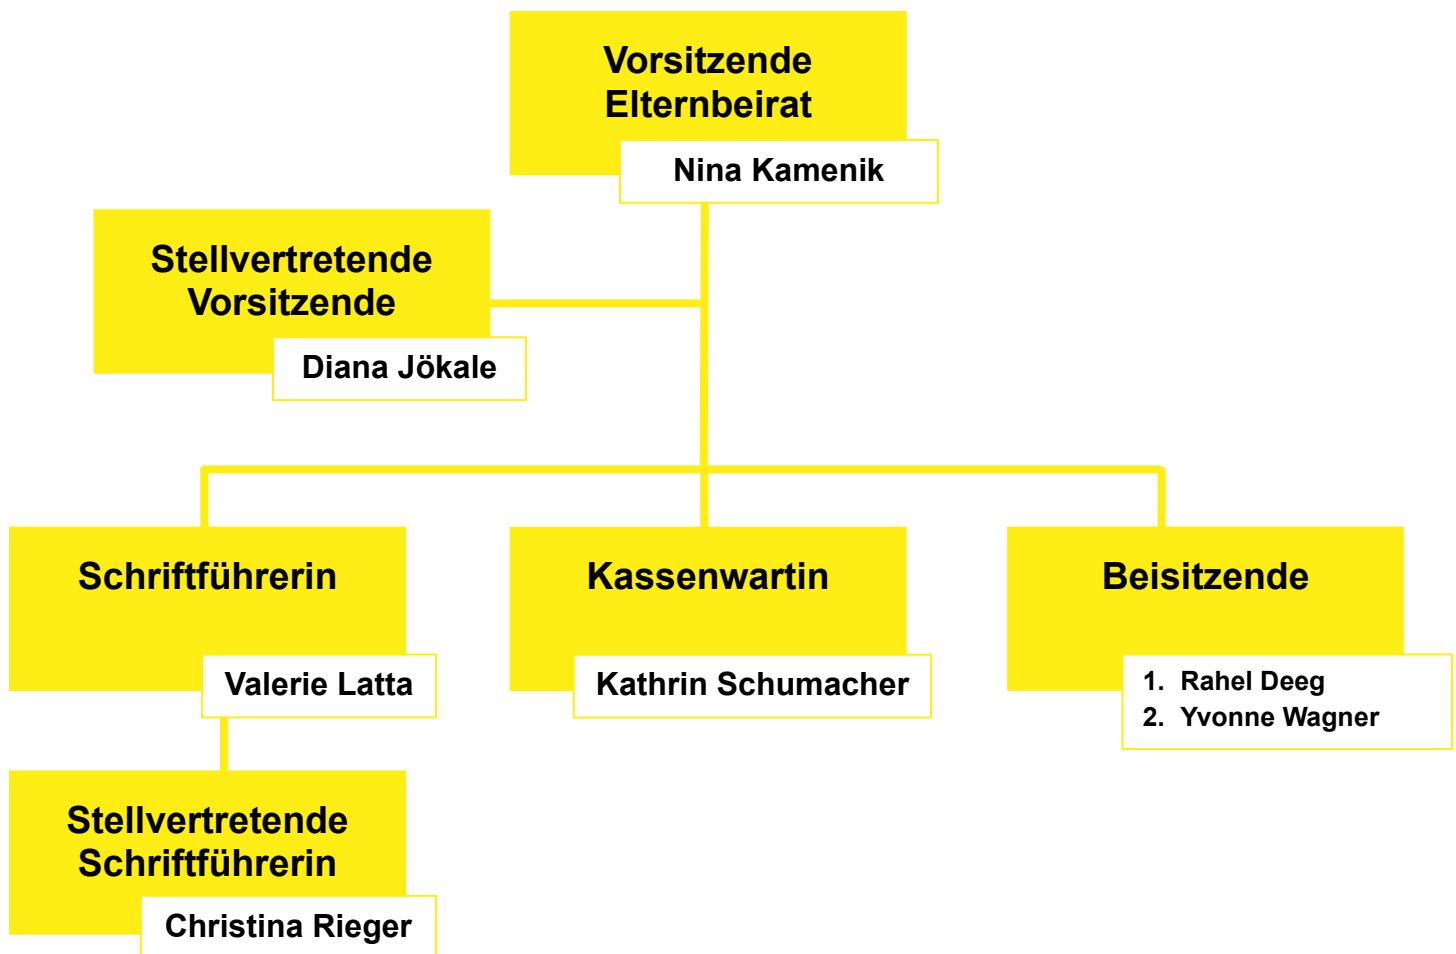 Vorsitzende
Elternbeirat
Nina Kamenik
Stellvertretende
Vorsitzende
Diana Jökale
Schriftführerin
Valerie Latta
Kassenwartin
Kathrin Schumacher
Beisitzende
1. Rahel Deeg
2. Yvonne Wagner
Stellvertretende
Schriftführerin
Christina Rieger